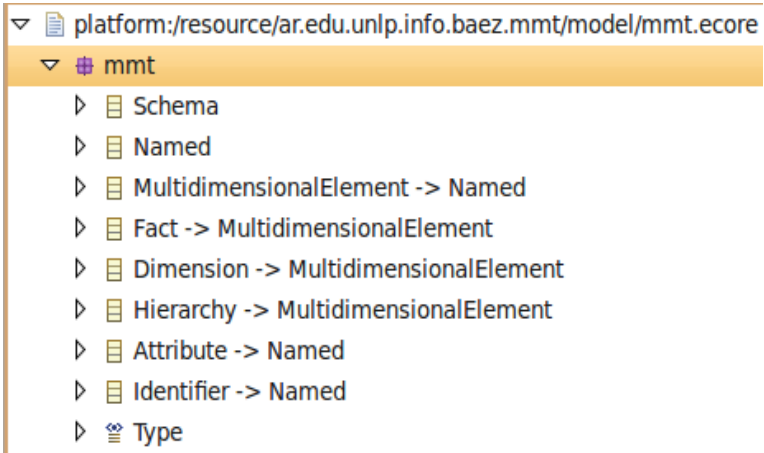 platform:/resource/ar.edu.unlp.info.baez.mmt/model/mmt.ecore
mmt
Schema
Named
MultidimensionalElement -> Named
Fact -> MultidimensionalElement
Dimension -> MultidimensionalElement
Hierarchy -> MultidimensionalElement
Attribute -> Named
Identifier -> Named
Type